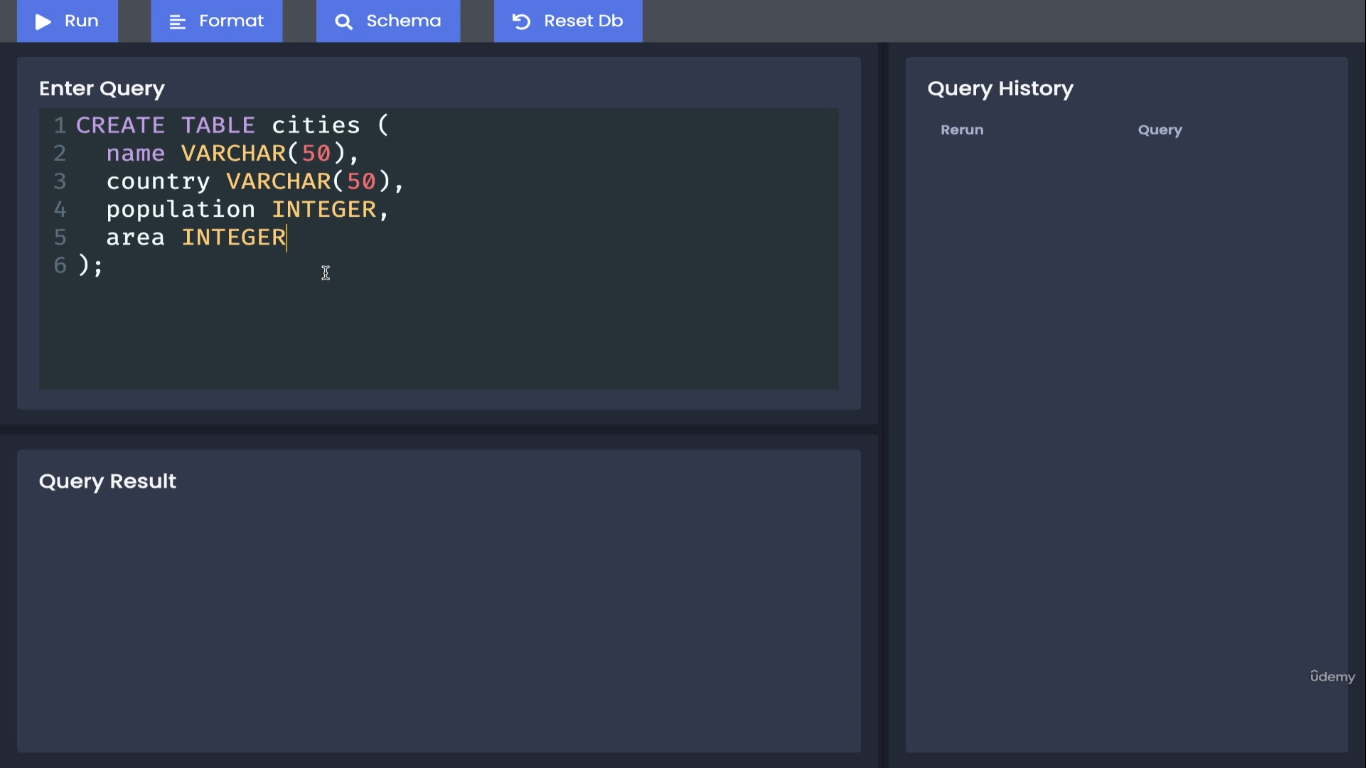 Run
Format
Schema
Reset Db
Enter Query
1 CREATE TABLE cities (
2 name VARCHAR(50),
3 country VARCHAR(50),
4 population INTEGER,
5 area INTEGER
6 );
Query Result
Query History
Rerun Query
ûdemy